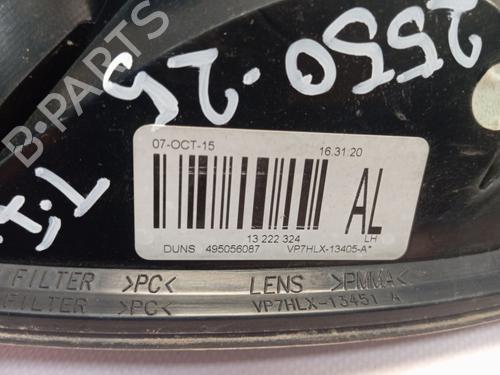 2550.25
B-PARTS
07-OCT-15 16.31.20
AL
13 222 324 LH
DUNS 495056087 VP7HLX-13405-A*
FILTER >PC< LENS >PMMA<
FILTER >PC< VP7HLX-13451 A